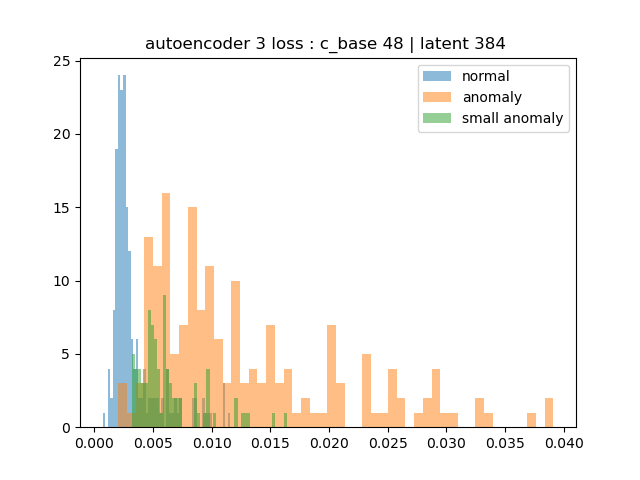 autoencoder 3 loss : c_base 48 | latent 384
25
20
15
10
5
0
normal
anomaly
small anomaly
0.000 0.005 0.010 0.015 0.020 0.025 0.030 0.035 0.040